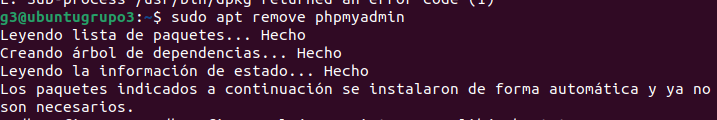 E: Sub-process /usr/bin/dpkg returned an error code (1)
g3@ubuntugrupo3:~$ sudo apt remove phpmyadmin
Leyendo lista de paquetes... Hecho
Creando árbol de dependencias... Hecho
Leyendo la información de estado... Hecho
Los paquetes indicados a continuación se instalaron de forma automática y ya no
son necesarios.